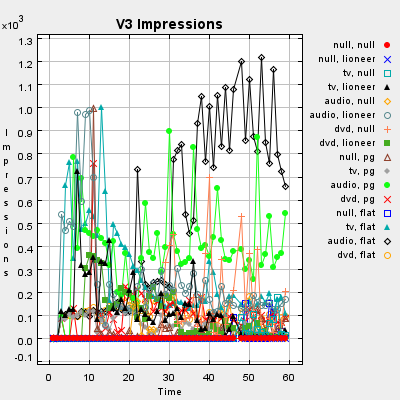 V3 Impressions
x10³
1.3
1.2
1.1
1.0
0.9
0.8
0.7
0.6
0.5
0.4
0.3
0.2
0.1
0.0
-0.1
Impressions
0 10 20 30 40 50 60
Time
null, null
null, lioneer
tv, null
tv, lioneer
audio, null
audio, lioneer
dvd, null
dvd, lioneer
null, pg
tv, pg
audio, pg
dvd, pg
null, flat
tv, flat
audio, flat
dvd, flat